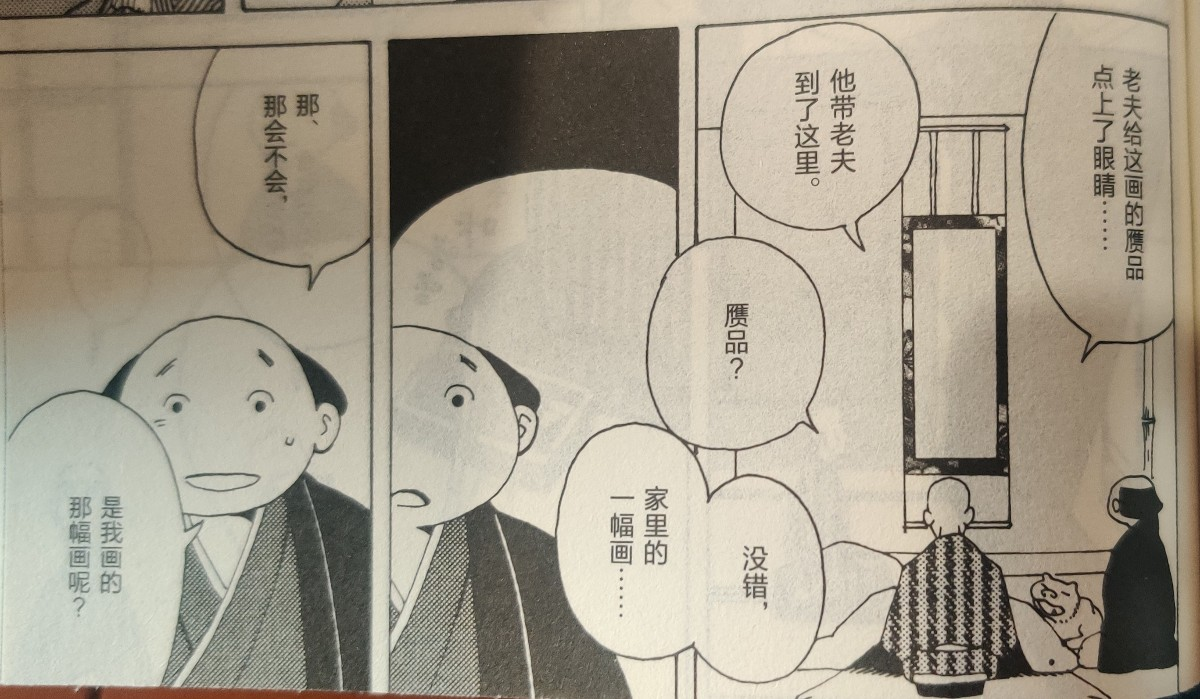 老夫给这画的赝品
点上了眼睛……
他带老夫
到了这里。
赝品？
没错，
家里的
一幅画……
那、
那会不会，
是我画的
那幅画呢？